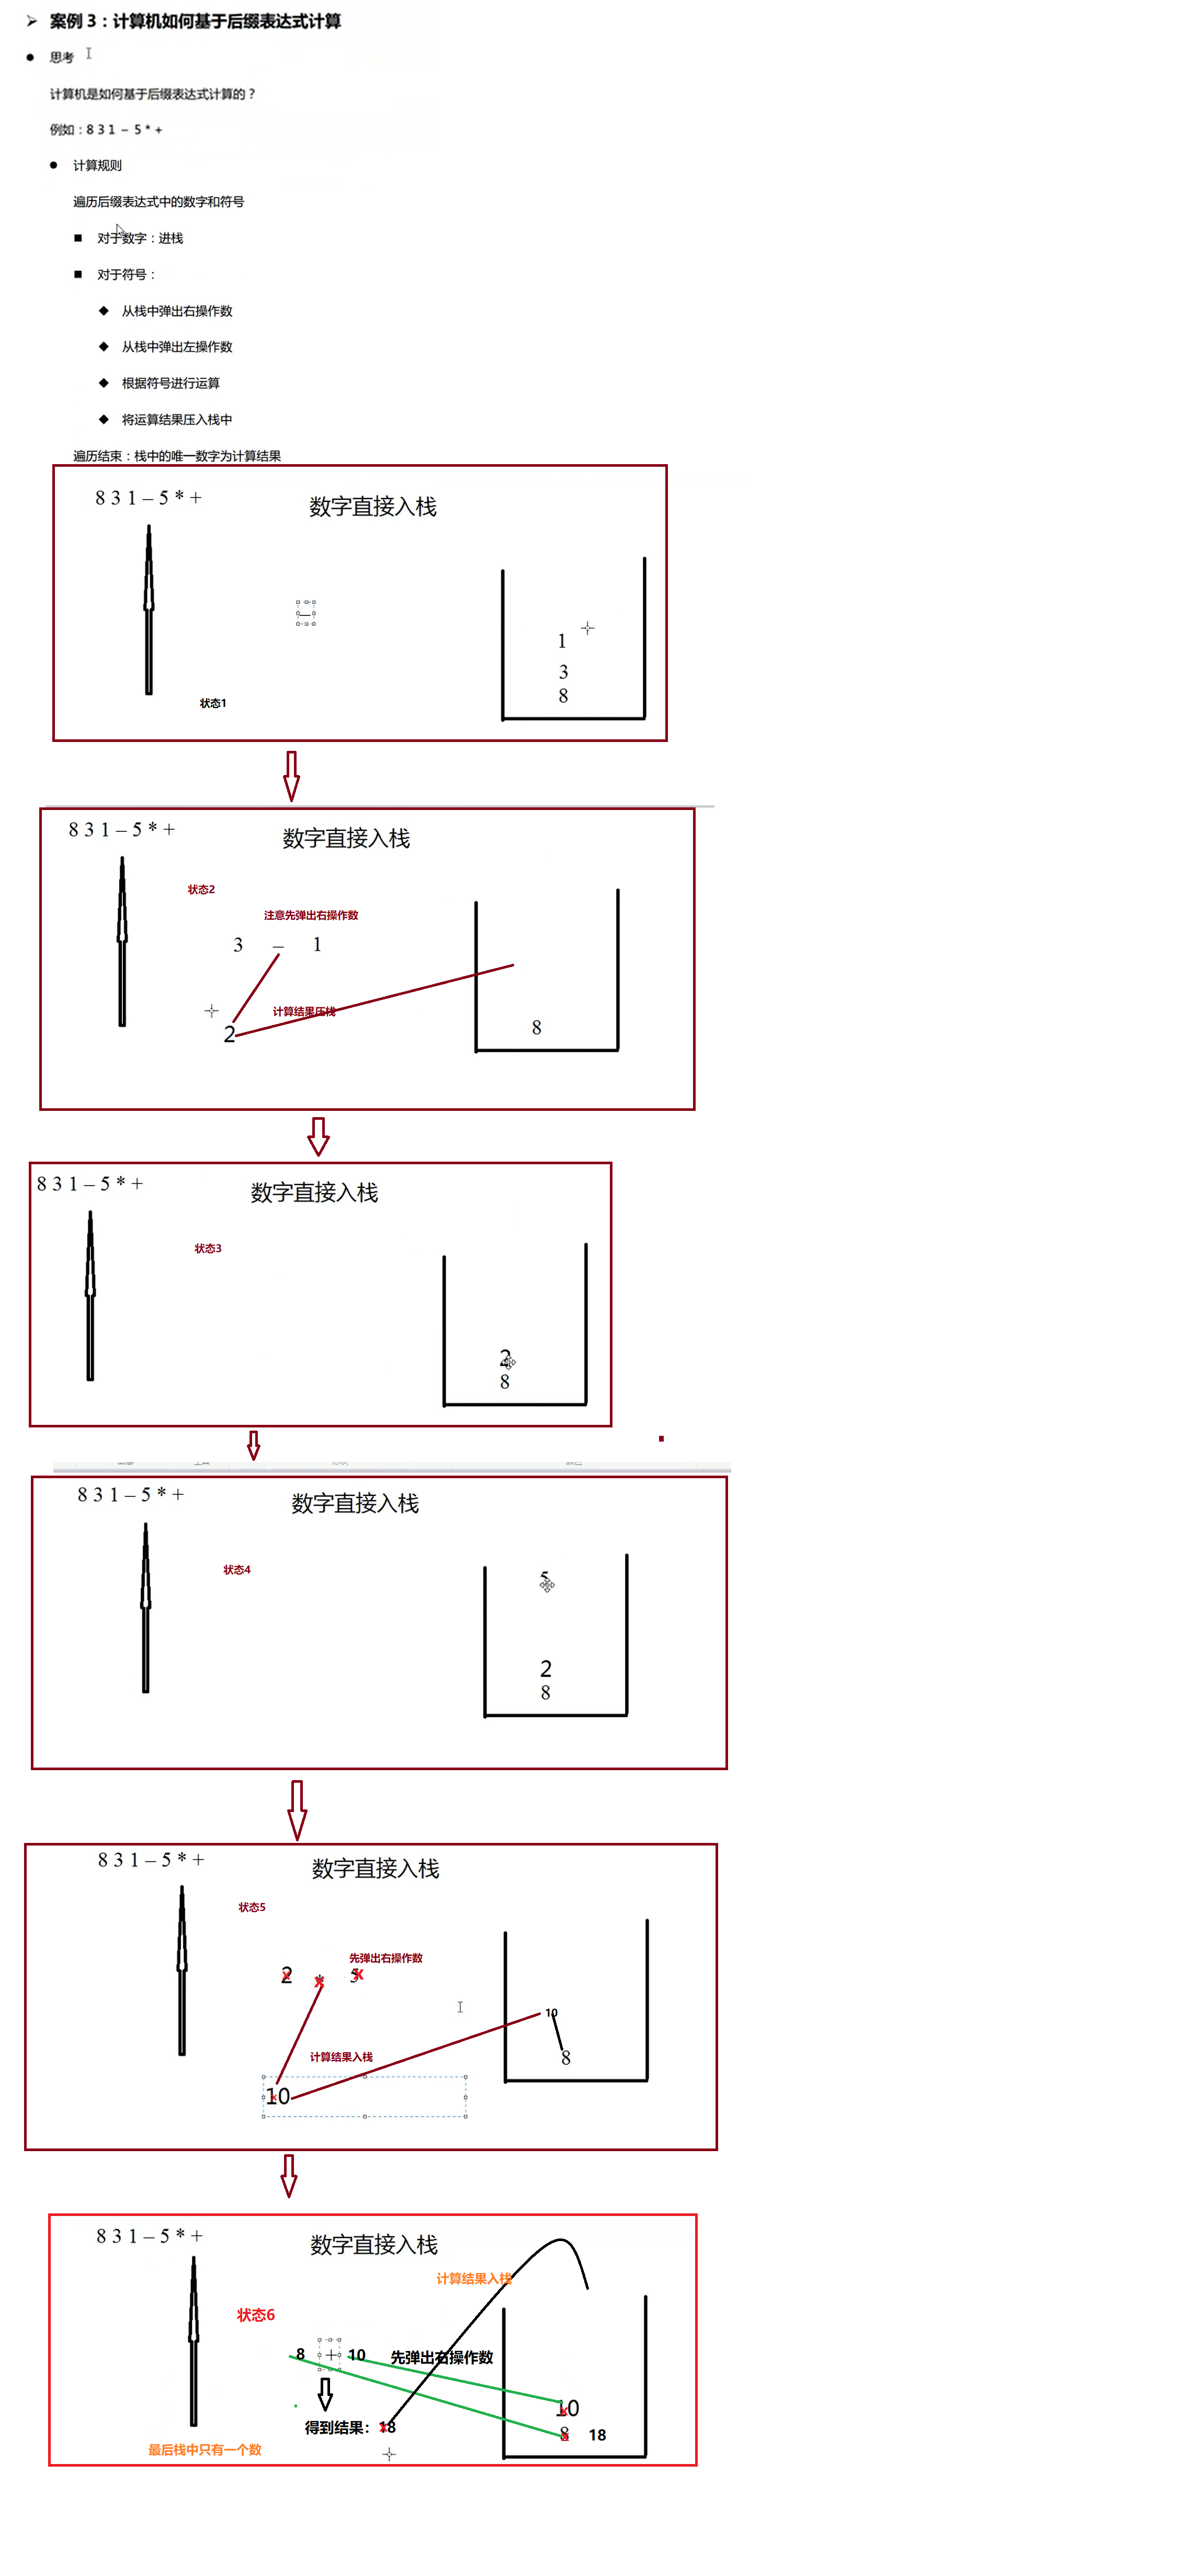 案例 3：计算机如何基于后缀表达式计算
思考
计算机是如何基于后缀表达式计算的？
例如：8 3 1 – 5 * +
计算规则
遍历后缀表达式中的数字和符号
对于数字：进栈
对于符号：
从栈中弹出右操作数
从栈中弹出左操作数
根据符号进行运算
将运算结果压入栈中
遍历结束：栈中的唯一数字为计算结果
8 3 1 – 5 * +
数字直接入栈
–
1
3
8
状态1
8 3 1 – 5 * +
数字直接入栈
状态2
注意先弹出右操作数
3 – 1
计算结果压栈
2
8
8 3 1 – 5 * +
数字直接入栈
状态3
2
8
8 3 1 – 5 * +
数字直接入栈
状态4
5
2
8
8 3 1 – 5 * +
数字直接入栈
状态5
先弹出右操作数
2 * 5
10
计算结果入栈
8
10
8 3 1 – 5 * +
数字直接入栈
计算结果入栈
状态6
8 + 10 先弹出右操作数
10
得到结果：18
8 18
最后栈中只有一个数